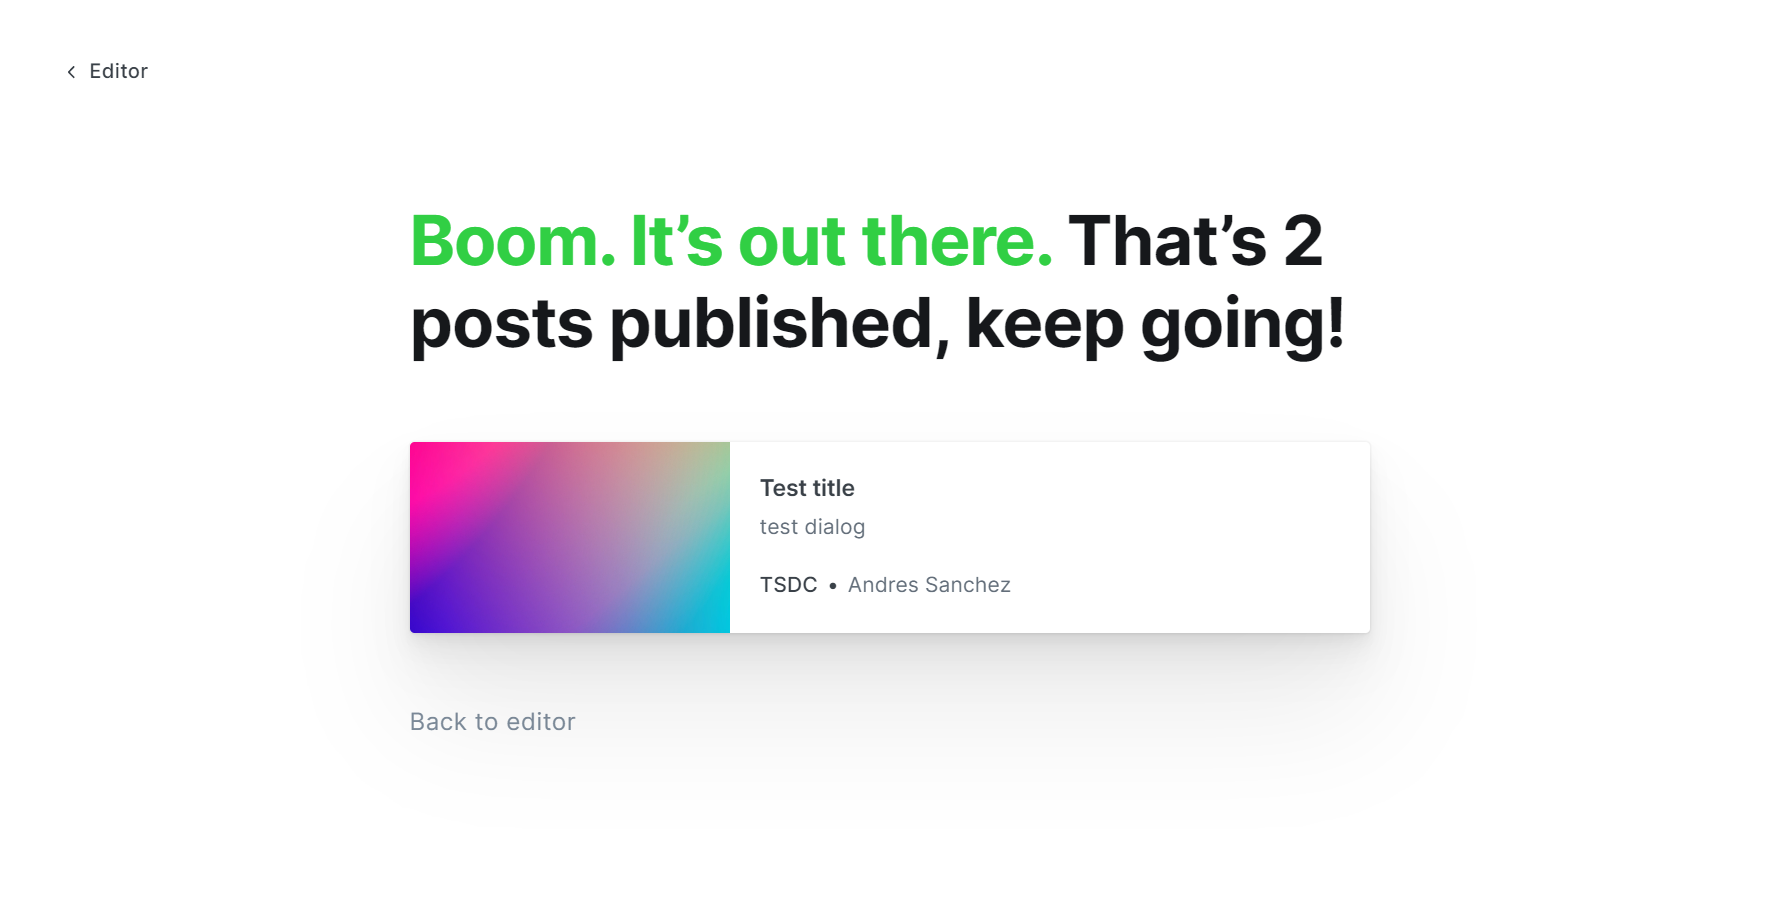 Editor
Boom. It’s out there. That’s 2
posts published, keep going!
Test title
test dialog
TSDC • Andres Sanchez
Back to editor